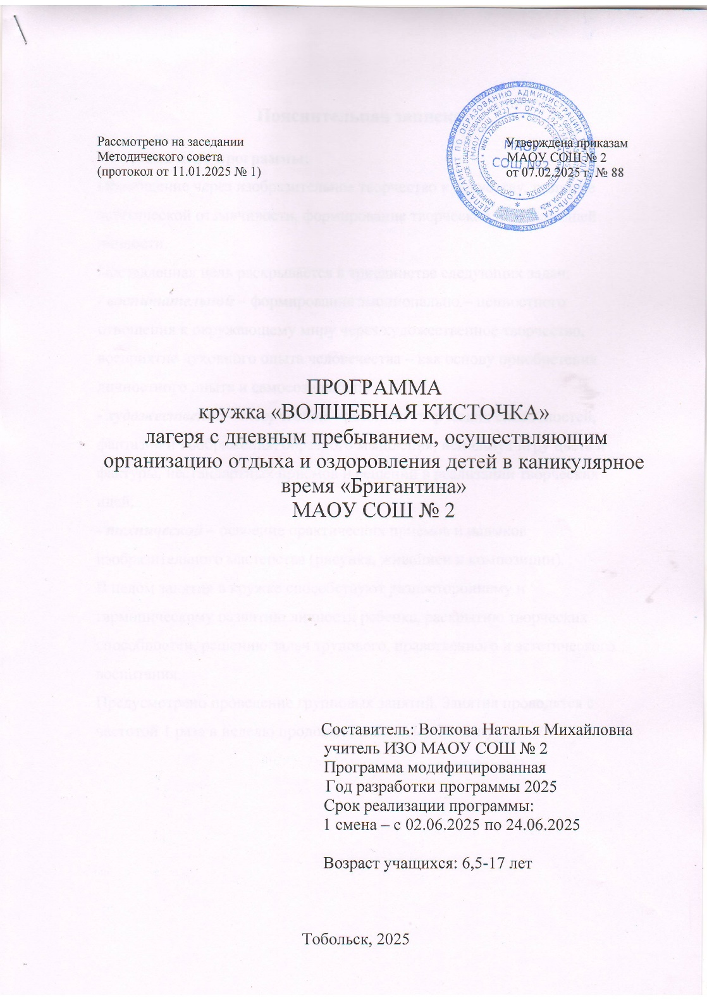 Рассмотрено на заседании
Методического совета
(протокол от 11.01.2025 № 1)
Утверждена приказам
МАОУ СОШ № 2
от 07.02.2025 г. № 88
МАОУ
СОШ №2
ПРОГРАММА
кружка «ВОЛШЕБНАЯ КИСТОЧКА»
лагеря с дневным пребыванием, осуществляющим
организацию отдыха и оздоровления детей в каникулярное
время «Бригантина»
МАОУ СОШ № 2
Составитель: Волкова Наталья Михайловна
учитель ИЗО МАОУ СОШ № 2
Программа модифицированная
Год разработки программы 2025
Срок реализации программы:
1 смена – с 02.06.2025 по 24.06.2025
Возраст учащихся: 6,5-17 лет
Тобольск, 2025